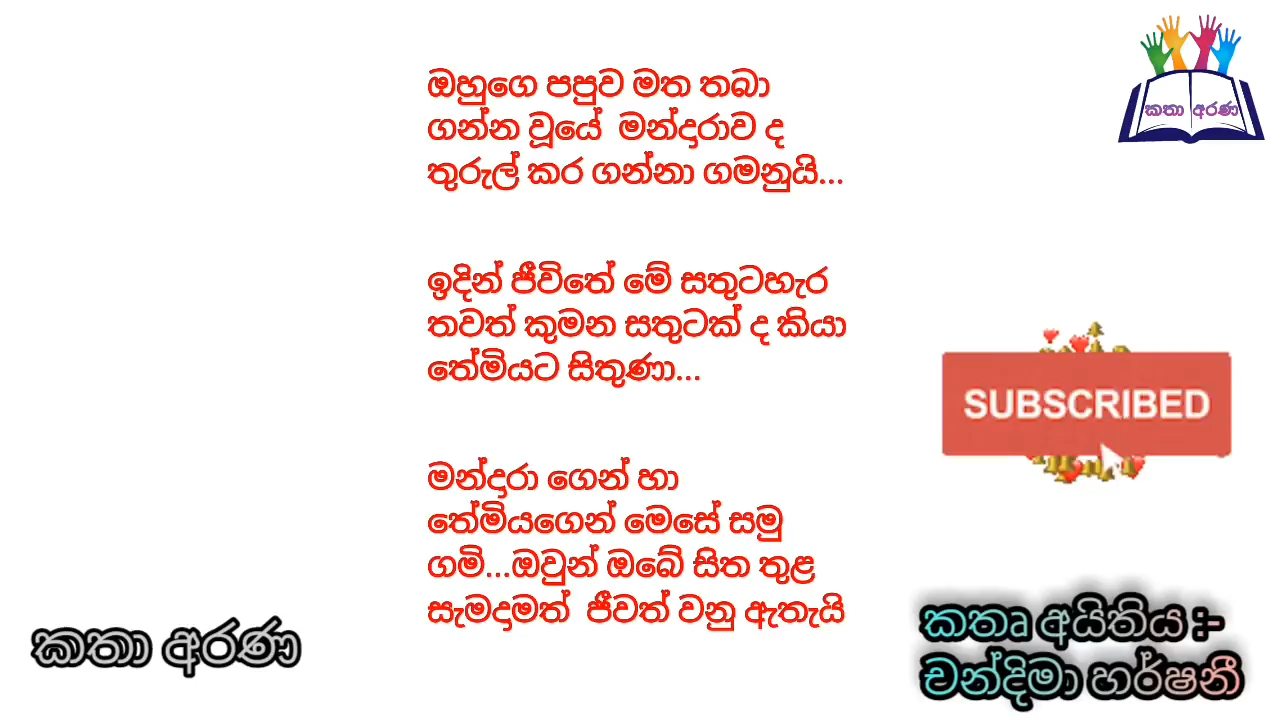 ඔහුගෙ පපුව මත තබා
ගන්න වූයේ  මන්දාරාව ද
තුරුල් කර ගන්නා ගමනුයි...
ඉදින් ජීවිතේ මේ සතුටහැර
තවත් කුමන සතුටක් ද කියා
තේමියට සිතුණා...
මන්දාරා ගෙන් හා
තේමියගෙන් මෙසේ සමු
ගමි...ඔවුන් ඔබේ සිත තුළ
සැමදාමත්  ජීවත් වනු ඇතැයි
කතා අරණ
SUBSCRIBED
කතා අරණ
කතෘ අයිතිය :-
චන්දිමා හර්ෂනී